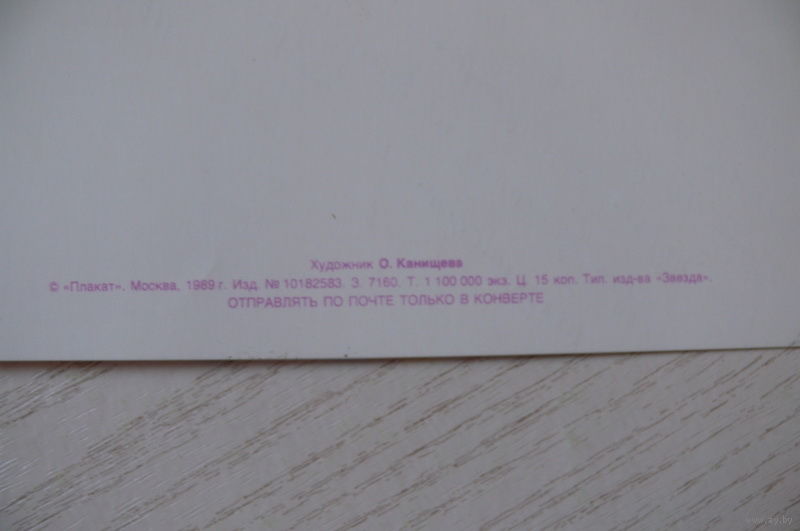 Художник О. Канищева
© «Плакат». Москва. 1989 г. Изд. № 10182583. З. 7160. Т. 1 100 000 экз. Ц. 15 коп. Тип. изд-ва «Звезда».
ОТПРАВЛЯТЬ ПО ПОЧТЕ ТОЛЬКО В КОНВЕРТЕ